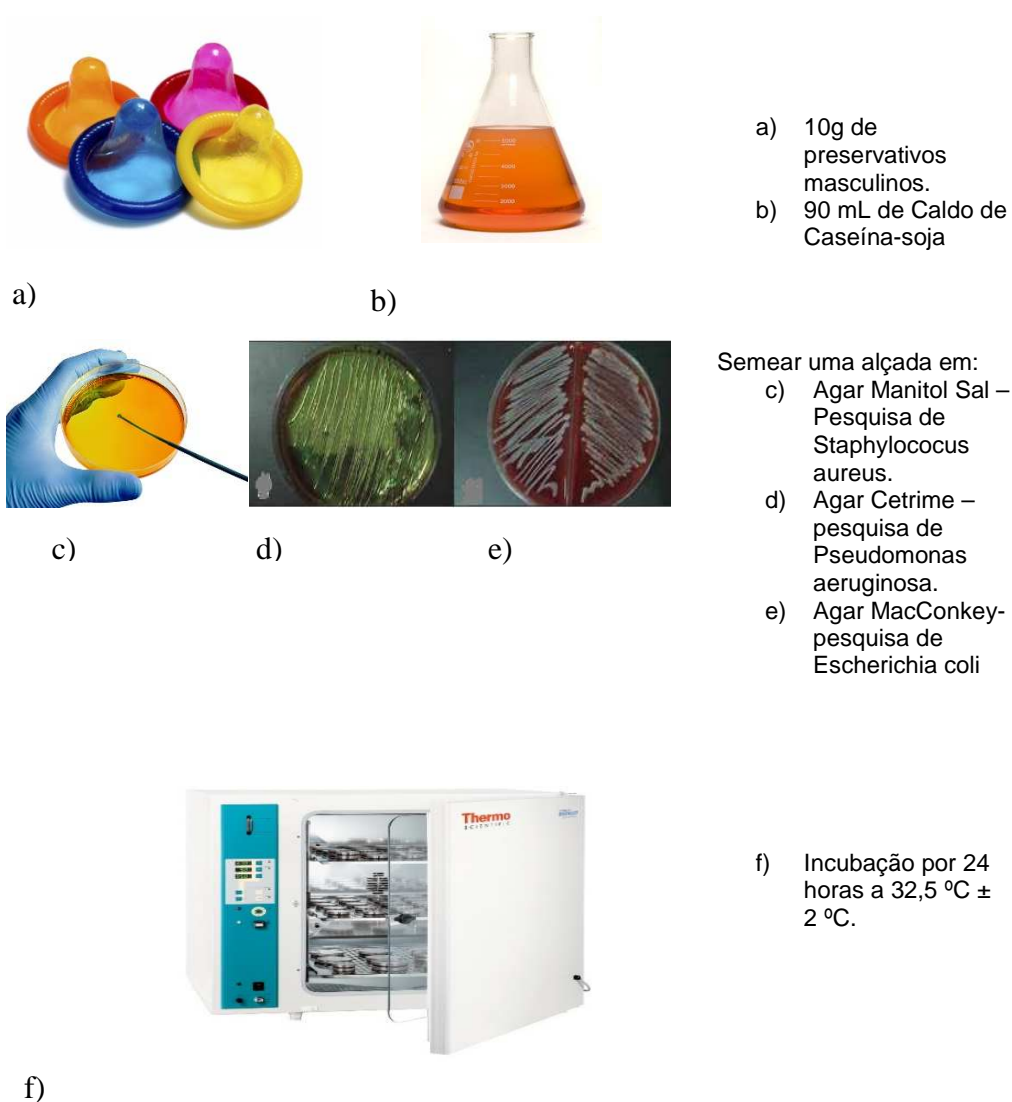 a) 10g de
preservativos
masculinos.
b) 90 mL de Caldo de
Caseína-soja
a)
b)
Semear uma alçada em:
c) Agar Manitol Sal –
Pesquisa de
Staphylococus
aureus.
d) Agar Cetrime –
pesquisa de
Pseudomonas
aeruginosa.
e) Agar MacConkey-
pesquisa de
Escherichia coli
c)
d)
e)
Thermo
SCIENTIFIC
f) Incubação por 24
horas a 32,5 ºC ±
2 ºC.
f)